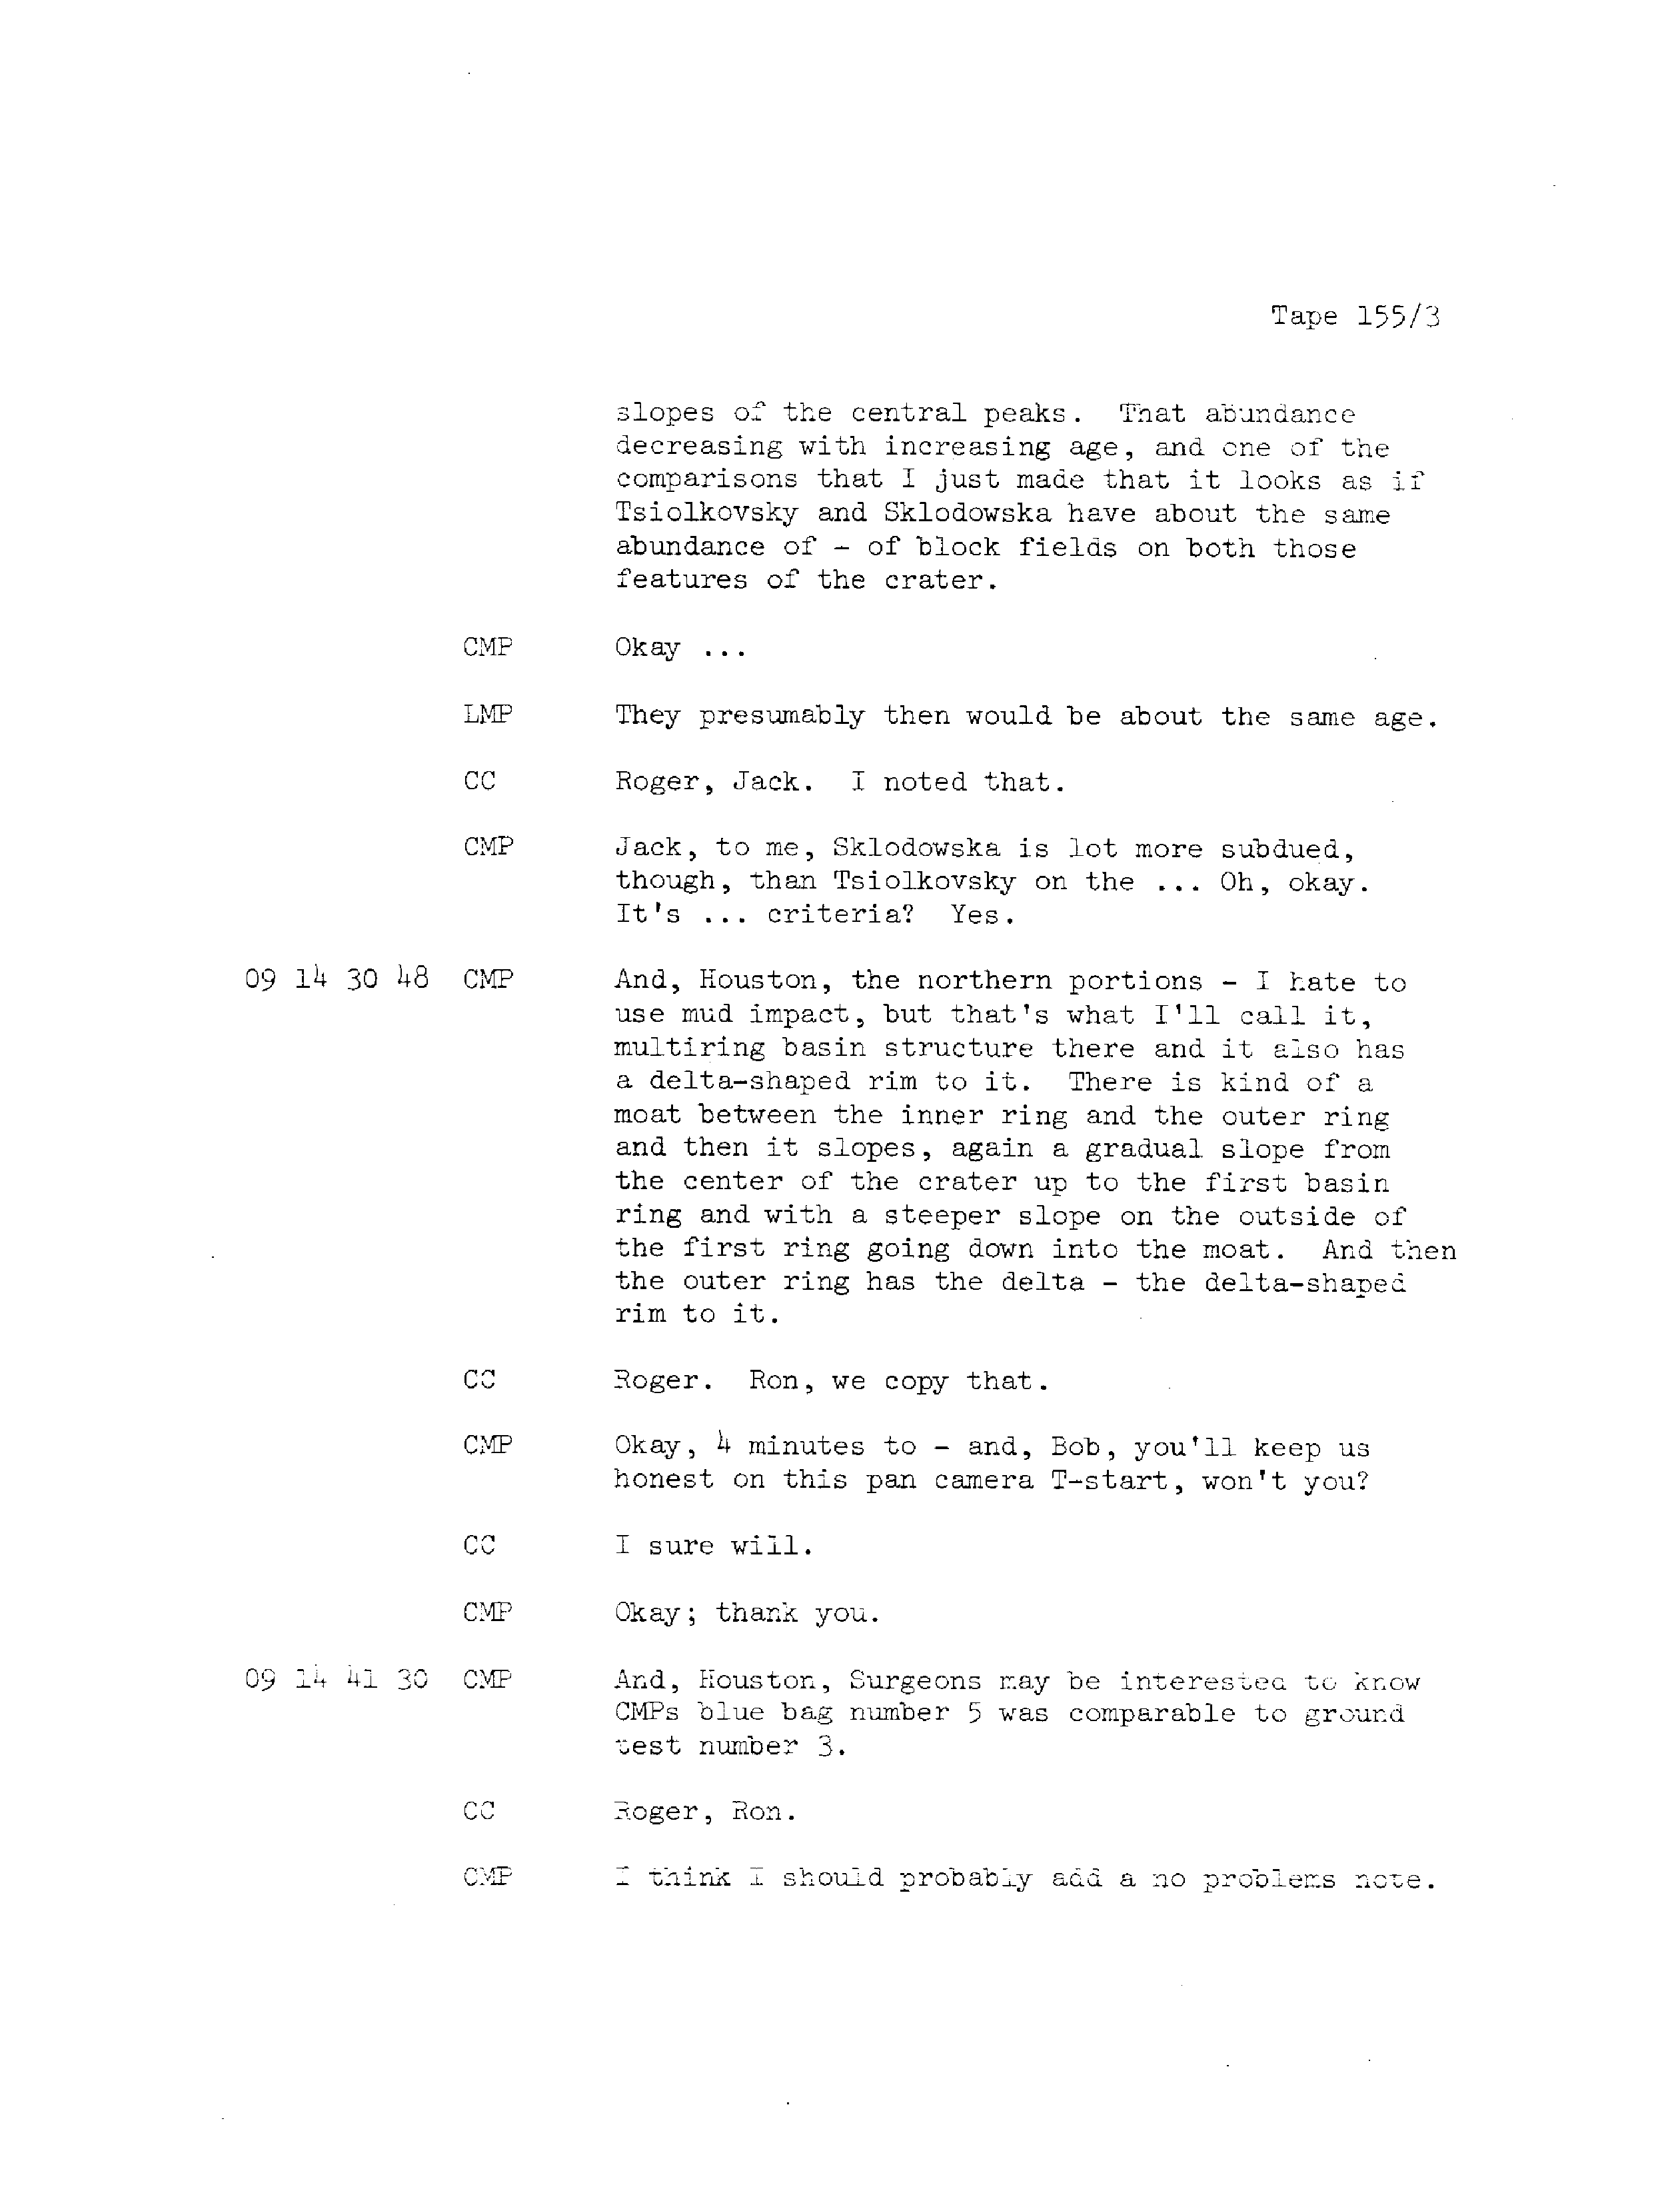 Tape 155/3
slopes of the central peaks. That abundance
decreasing with increasing age, and one of the
comparisons that I just made that it looks as if
Tsiolkovsky and Sklodowska have about the same
abundance of - of block fields on both those
features of the crater.
CMP Okay ...
LMP They presumably then would be about the same age.
CC Roger, Jack. I noted that.
CMP Jack, to me, Sklodowska is lot more subdued,
though, than Tsiolkovsky on the ... Oh, okay.
It's ... criteria? Yes.
09 14 30 48 CMP And, Houston, the northern portions - I hate to
use mud impact, but that's what I'll call it,
multiring basin structure there and it also has
a delta-shaped rim to it. There is kind of a
moat between the inner ring and the outer ring
and then it slopes, again a gradual slope from
the center of the crater up to the first basin
ring and with a steeper slope on the outside of
the first ring going down into the moat. And then
the outer ring has the delta - the delta-shaped
rim to it.
CC Roger. Ron, we copy that.
CMP Okay, 4 minutes to - and, Bob, you'll keep us
honest on this pan camera T-start, won't you?
CC I sure will.
CMP Okay; thank you.
09 14 41 30 CMP And, Houston, Surgeons may be interested to know
CMPs blue bag number 5 was comparable to ground
test number 3.
CC Roger, Ron.
CMP I think I should probably add a no problems note.